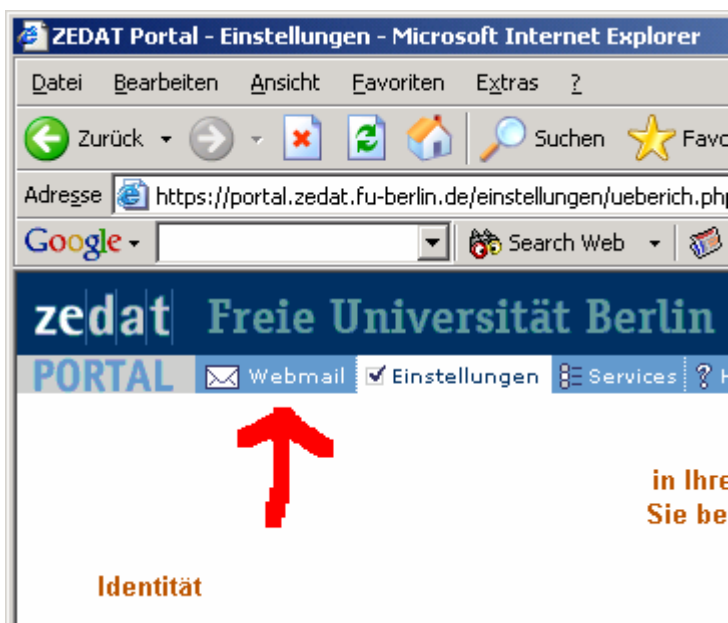 ZEDAT Portal - Einstellungen - Microsoft Internet Explorer
Datei Bearbeiten Ansicht Favoriten Extras ?
Zurück Suchen Favo
Adresse https://portal.zedat.fu-berlin.de/einstellungen/ueberich.php
Google Search Web
zedat Freie Universität Berlin
PORTAL Webmail Einstellungen Services ? H
in Ihre
Sie be
Identität